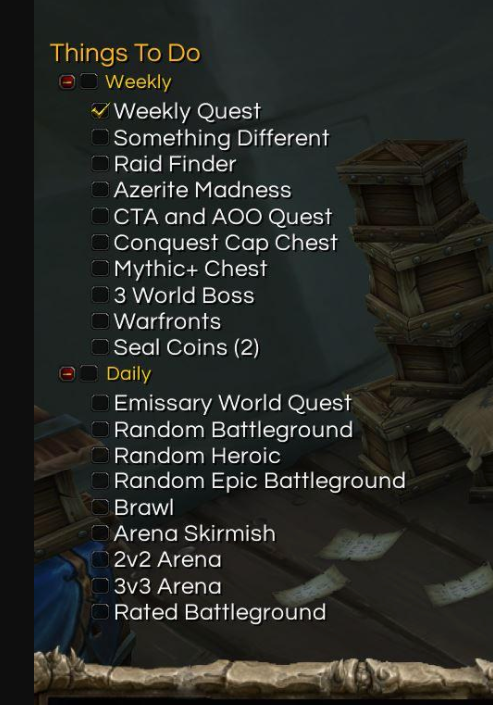 Things To Do
Weekly
Weekly Quest
Something Different
Raid Finder
Azerite Madness
CTA and AOO Quest
Conquest Cap Chest
Mythic+ Chest
3 World Boss
Warfronts
Seal Coins (2)
Daily
Emissary World Quest
Random Battleground
Random Heroic
Random Epic Battleground
Brawl
Arena Skirmish
2v2 Arena
3v3 Arena
Rated Battleground